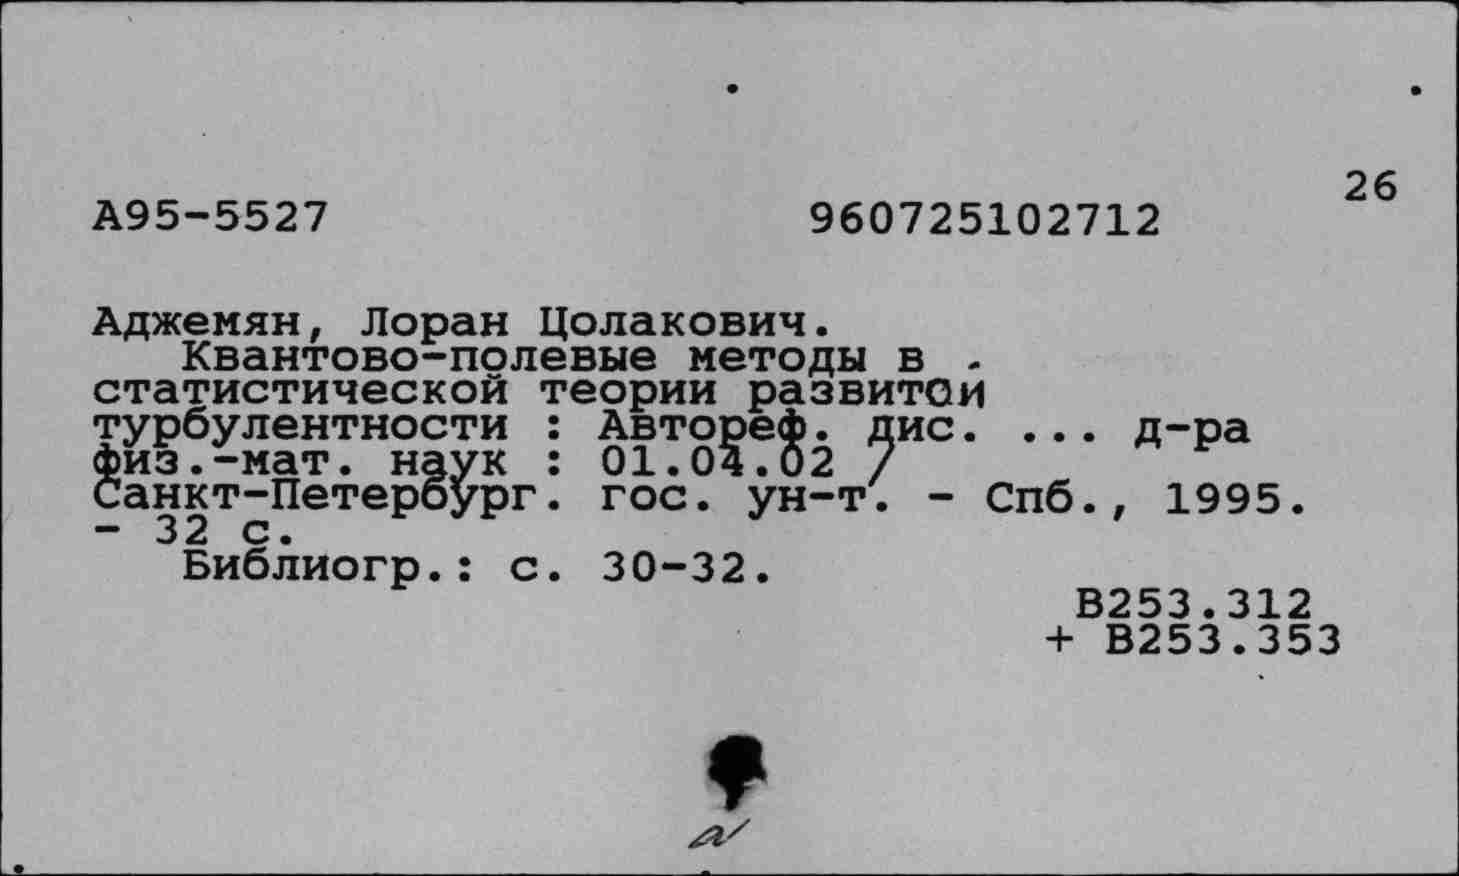 26
А95-5527 960725102712
Аджемян, Лоран Цолакович.
Квантово-полевые методы в
статистической теории развитой
турбулентности : Автореф. дис. ... д-ра
физ.-мат. наук : 01.04.02 /
Санкт-Петербург. гос. ун-т. - Спб., 1995.
- 32 с.
Библиогр.: с. 30-32.
В253.312
+ В253.353